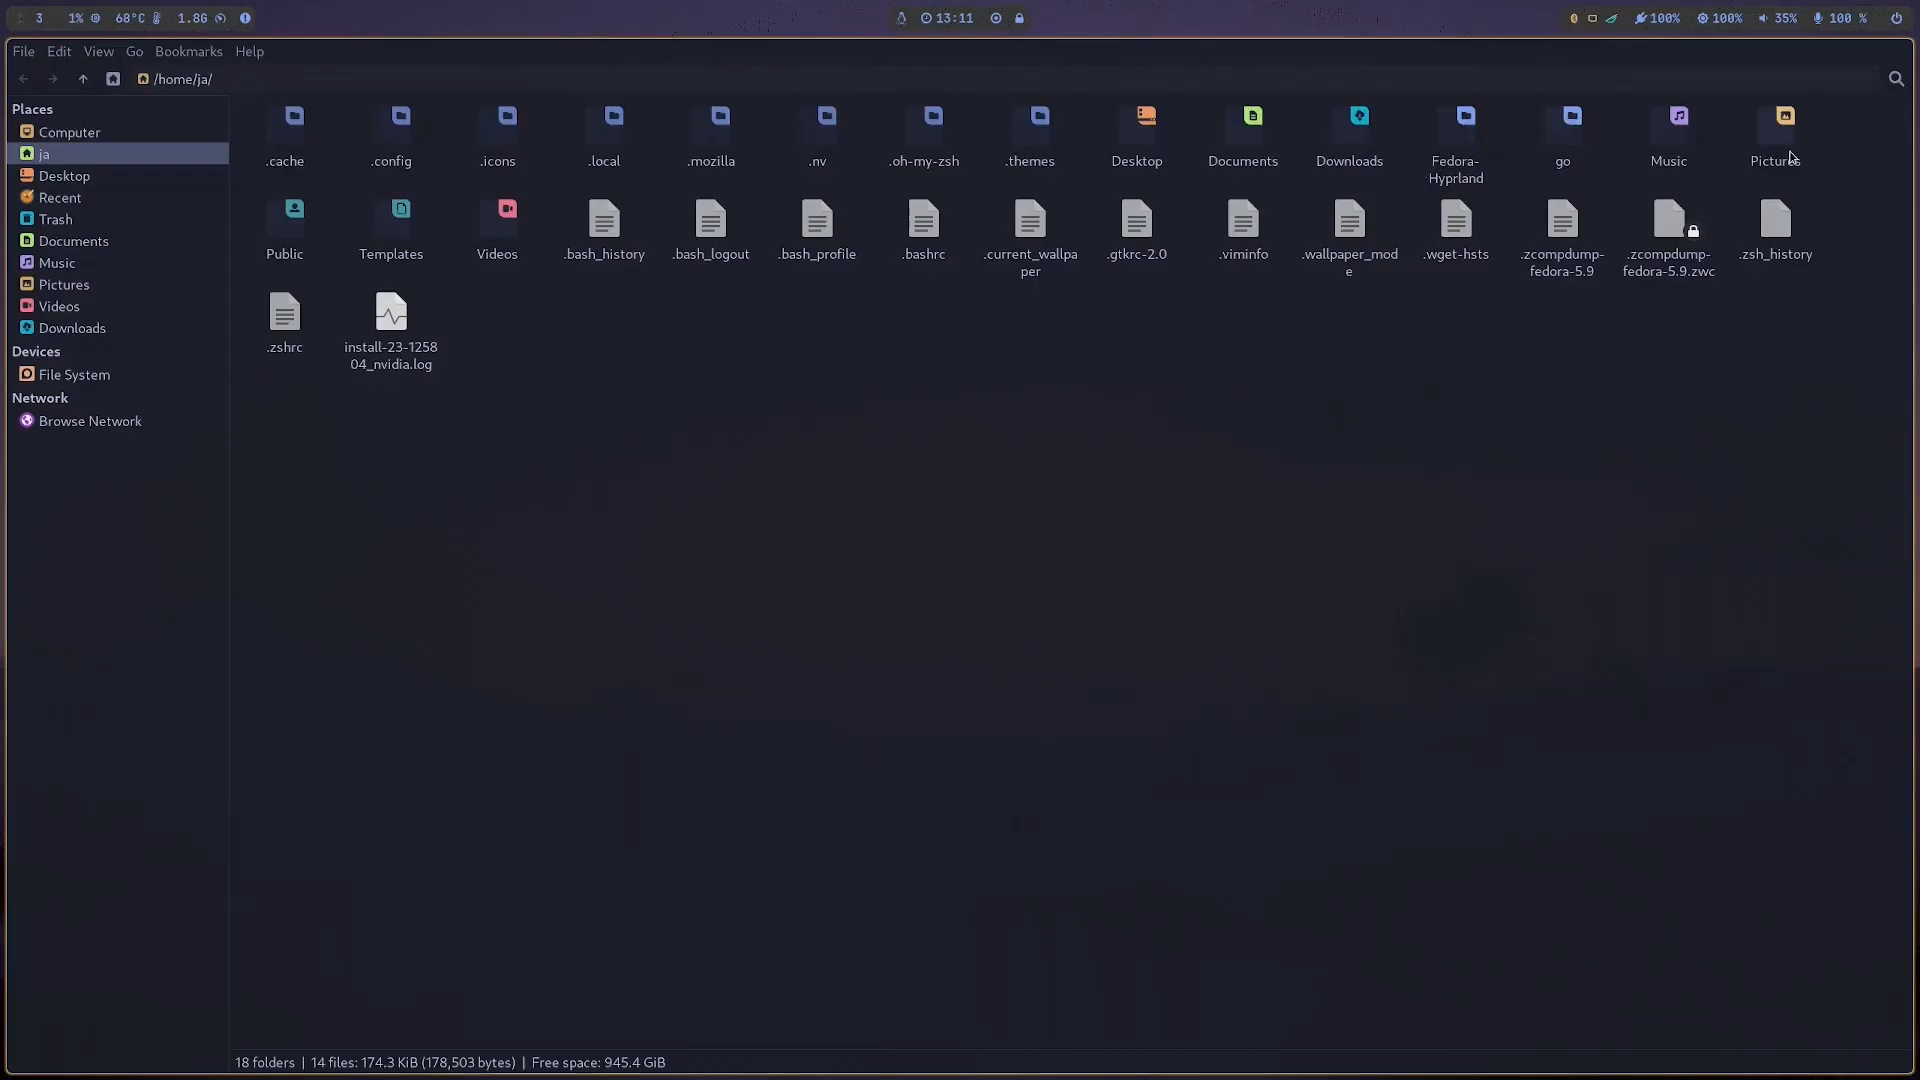 3 1% 68°C 1.8G 13:11 100% 100% 35% 100 %
File Edit View Go Bookmarks Help
/home/ja/
Places
Computer
ja
Desktop
Recent
Trash
Documents
Music
Pictures
Videos
Downloads
Devices
File System
Network
Browse Network
.cache .config .icons .local .mozilla .nv .oh-my-zsh .themes Desktop Documents Downloads Fedora- go Music Pictures
Hyprland
Public Templates Videos .bash_history .bash_logout .bash_profile .bashrc .current_wallpa .gtkrc-2.0 .viminfo .wallpaper_mod .wget-hsts .zcompdump- .zcompdump- .zsh_history
per e fedora-5.9 fedora-5.9.zwc
.zshrc install-23-1258
04_nvidia.log
18 folders | 14 files: 174.3 KiB (178,503 bytes) | Free space: 945.4 GiB